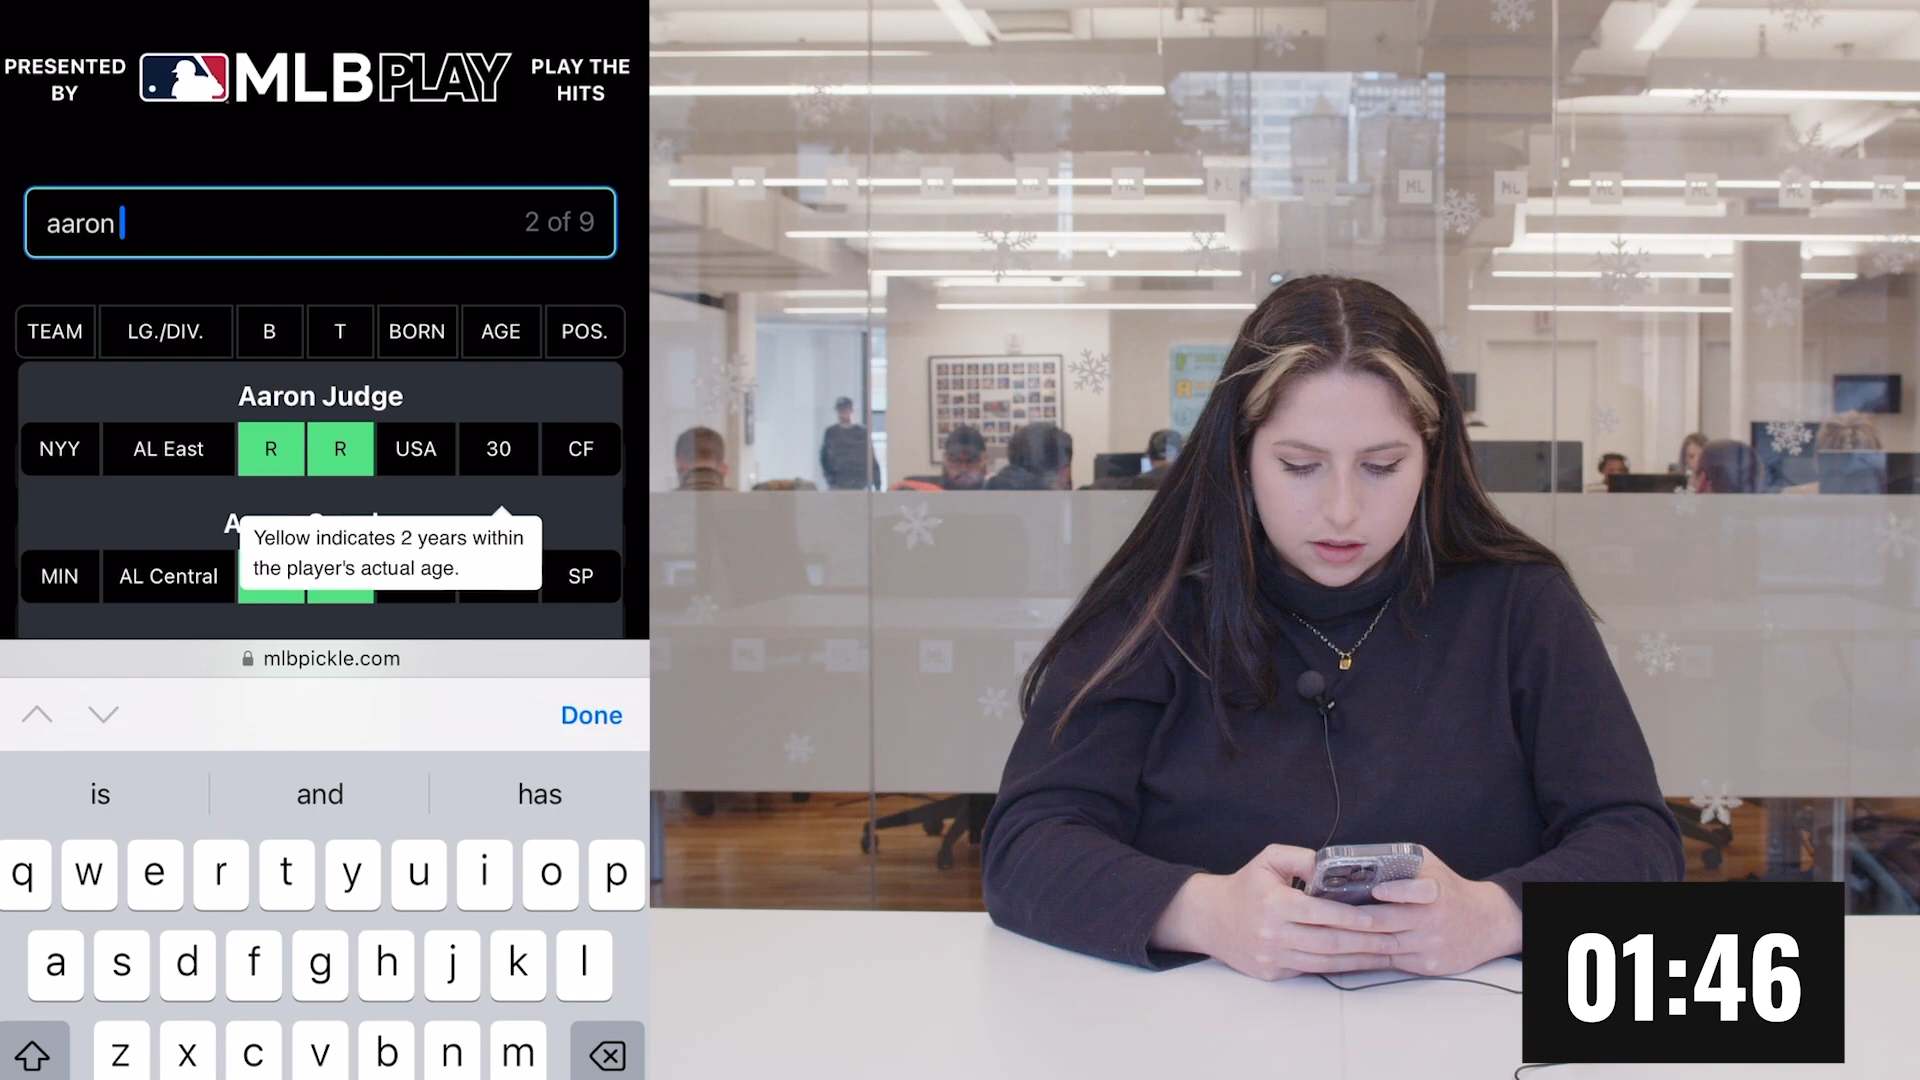 PRESENTED
BY
MLBPLAY
PLAY THE
HITS
aaron
2 of 9
TEAM LG./DIV. B T BORN AGE POS.
Aaron Judge
NYY AL East R R USA 30 CF
Yellow indicates 2 years within
the player's actual age.
MIN AL Central SP
mlbpickle.com
Done
is and has
q w e r t y u i o p
a s d f g h j k l
z x c v b n m
01:46